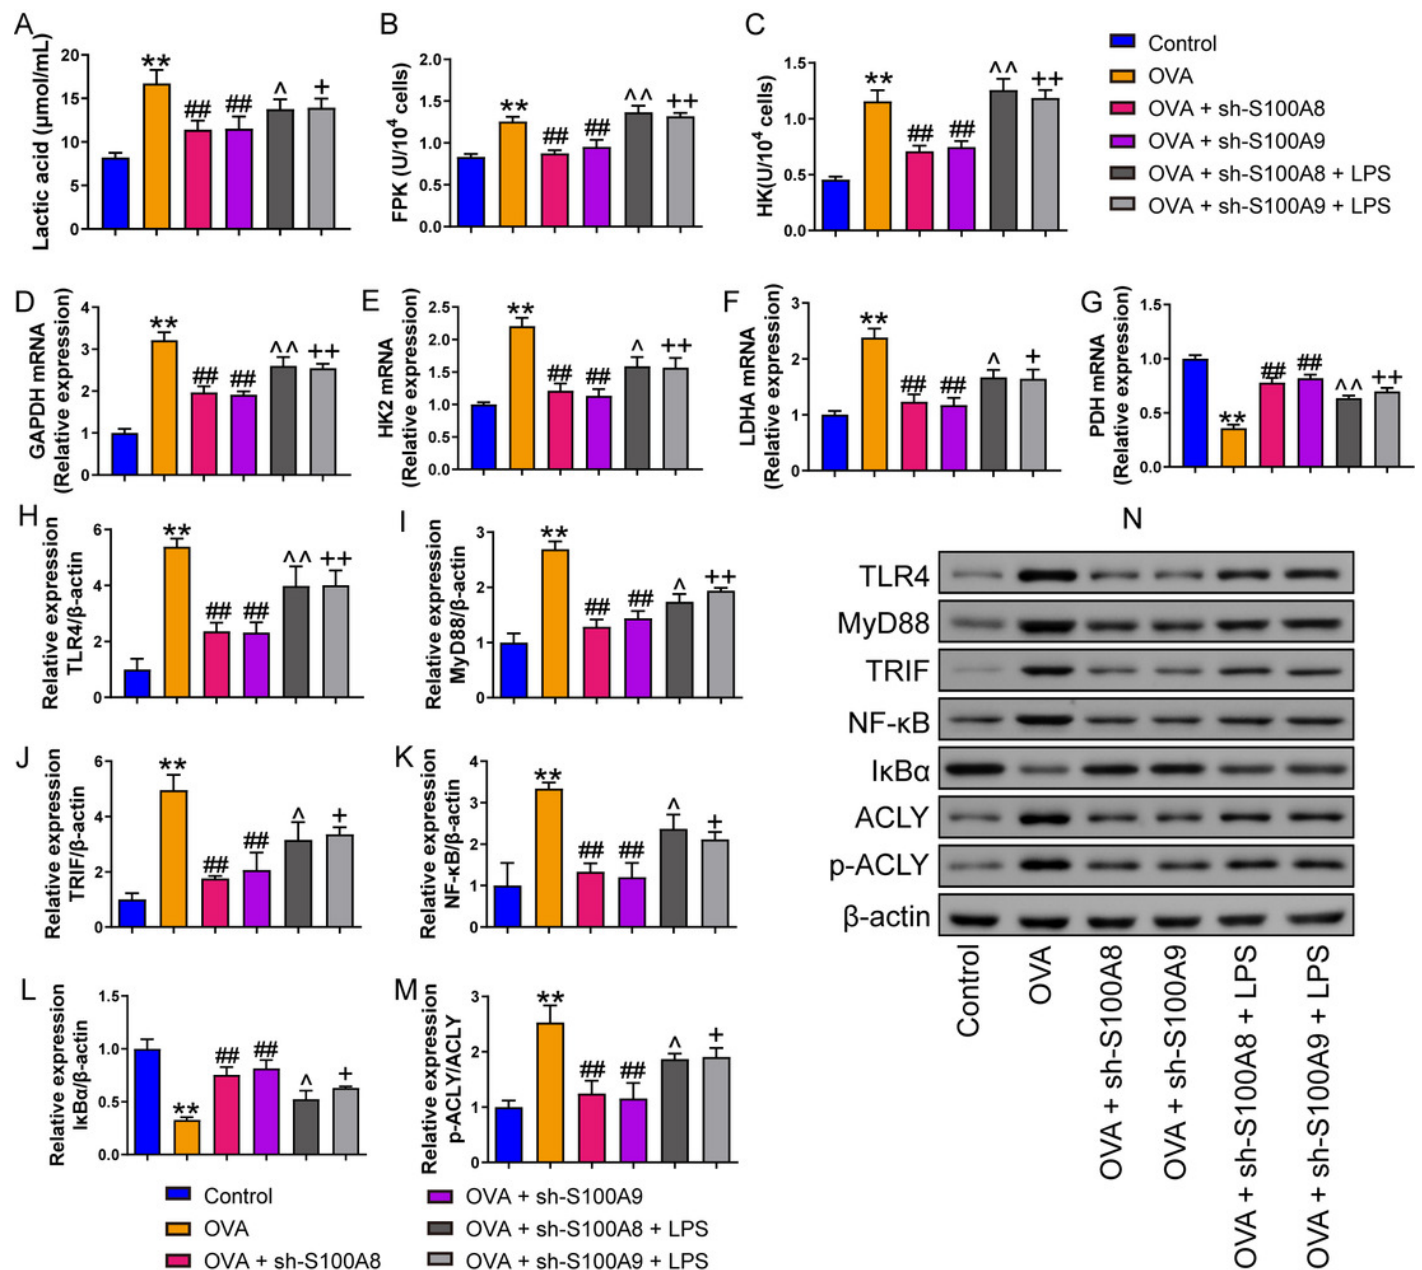 A
Lactic acid (μmol/mL)
20
15
10
5
0
**
##
##
^
+
B
FPK (U/10⁴ cells)
2.0
1.5
1.0
0.5
0.0
**
##
##
^^
++
C
HK(U/10⁴ cells)
1.5
1.0
0.5
0.0
**
##
##
^^
++
Control
OVA
OVA + sh-S100A8
OVA + sh-S100A9
OVA + sh-S100A8 + LPS
OVA + sh-S100A9 + LPS
D
GAPDH mRNA
(Relative expression)
4
3
2
1
0
**
##
##
^^
++
E
HK2 mRNA
(Relative expression)
2.5
2.0
1.5
1.0
0.5
0.0
**
##
##
^
++
F
LDHA mRNA
(Relative expression)
3
2
1
0
**
##
##
^
+
G
PDH mRNA
(Relative expression)
1.5
1.0
0.5
0.0
**
##
##
^^
++
H
Relative expression
TLR4/β-actin
6
4
2
0
**
##
##
^^
++
I
Relative expression
MyD88/β-actin
3
2
1
0
**
##
##
^
++
J
Relative expression
TRIF/β-actin
6
4
2
0
**
##
##
^
+
K
Relative expression
NF-κB/β-actin
4
3
2
1
0
**
##
##
^
+
L
Relative expression
IκBα/β-actin
1.5
1.0
0.5
0.0
**
##
##
^
+
M
Relative expression
p-ACLY/ACLY
3
2
1
0
**
##
##
^
+
N
TLR4
MyD88
TRIF
NF-κB
IκBα
ACLY
p-ACLY
β-actin
Control
OVA
OVA + sh-S100A8
OVA + sh-S100A9
OVA + sh-S100A8 + LPS
OVA + sh-S100A9 + LPS
Control
OVA
OVA + sh-S100A8
OVA + sh-S100A9
OVA + sh-S100A8 + LPS
OVA + sh-S100A9 + LPS